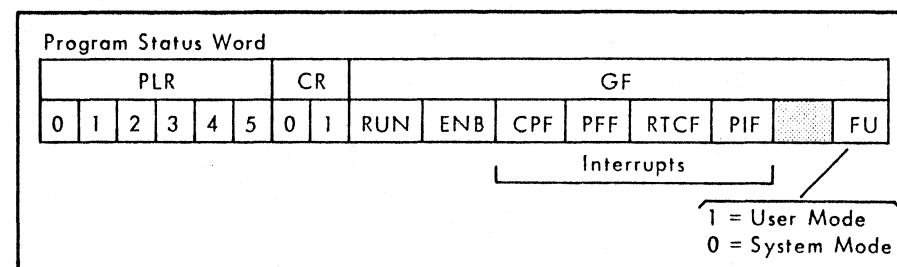 Program Status Word
PLR CR GF
0 1 2 3 4 5 0 1 RUN ENB CPF PFF RTCF PIF FU
Interrupts
1 = User Mode
0 = System Mode